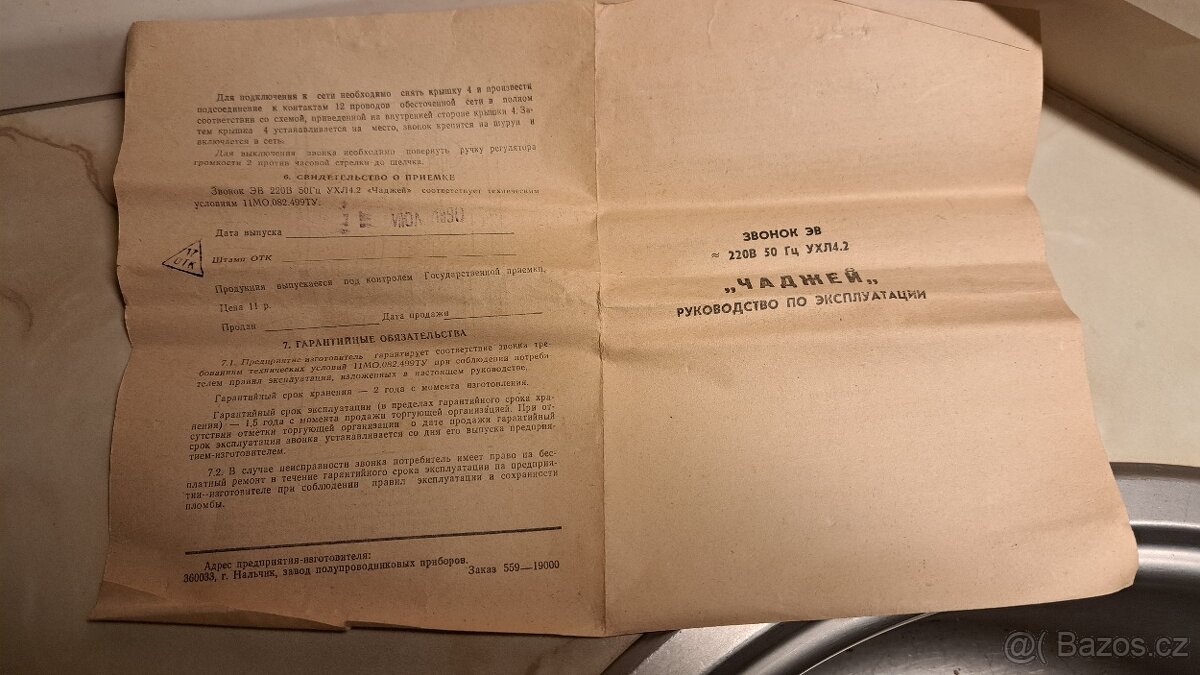 Для подключения к сети необходимо снять крышку 4 и произвести
подсоединение к контактам 12 проводов обесточенной сети в полном
соответствии со схемой, приведенной на внутренней стороне крышки 4. За-
тем крышка 4 устанавливается на место, звонок крепится на шуруп и
включается в сеть.
Для выключения звонка необходимо повернуть ручку регулятора
громкости 2 против часовой стрелки до щелчка.
6. СВИДЕТЕЛЬСТВО О ПРИЕМКЕ
Звонок ЭВ 220В 50Гц УХЛ4.2 «Чаджей» соответствует техническим
условиям 11МО.082.499ТУ.
Дата выпуска
17
ОТК
Штамп ОТК
Продукция выпускается под контролем Государственной приемки.
Цена 11 р.
Продан Дата продажи
7. ГАРАНТИЙНЫЕ ОБЯЗАТЕЛЬСТВА
7.1. Предприятие-изготовитель гарантирует соответствие звонка тре-
бованиям технических условий 11МО.082.499ТУ при соблюдении потреби-
телем правил эксплуатации, изложенных в настоящем руководстве.
Гарантийный срок хранения — 2 года с момента изготовления.
Гарантийный срок эксплуатации (в пределах гарантийного срока хра-
нения) — 1,5 года с момента продажи торгующей организацией. При от-
сутствии отметки торгующей организации о дате продажи гарантийный
срок эксплуатации звонка устанавливается со дня его выпуска предприя-
тием-изготовителем.
7.2. В случае неисправности звонка потребитель имеет право на бес-
платный ремонт в течение гарантийного срока эксплуатации на предприя-
тии--изготовителе при соблюдении правил эксплуатации и сохранности
пломбы.
Адрес предприятия-изготовителя:
360033, г. Нальчик, завод полупроводниковых приборов.
Заказ 559—19000
ЗВОНОК ЭВ
≈ 220В 50 Гц УХЛ4.2
„ЧАДЖЕЙ„
РУКОВОДСТВО ПО ЭКСПЛУАТАЦИИ
Bazos.cz